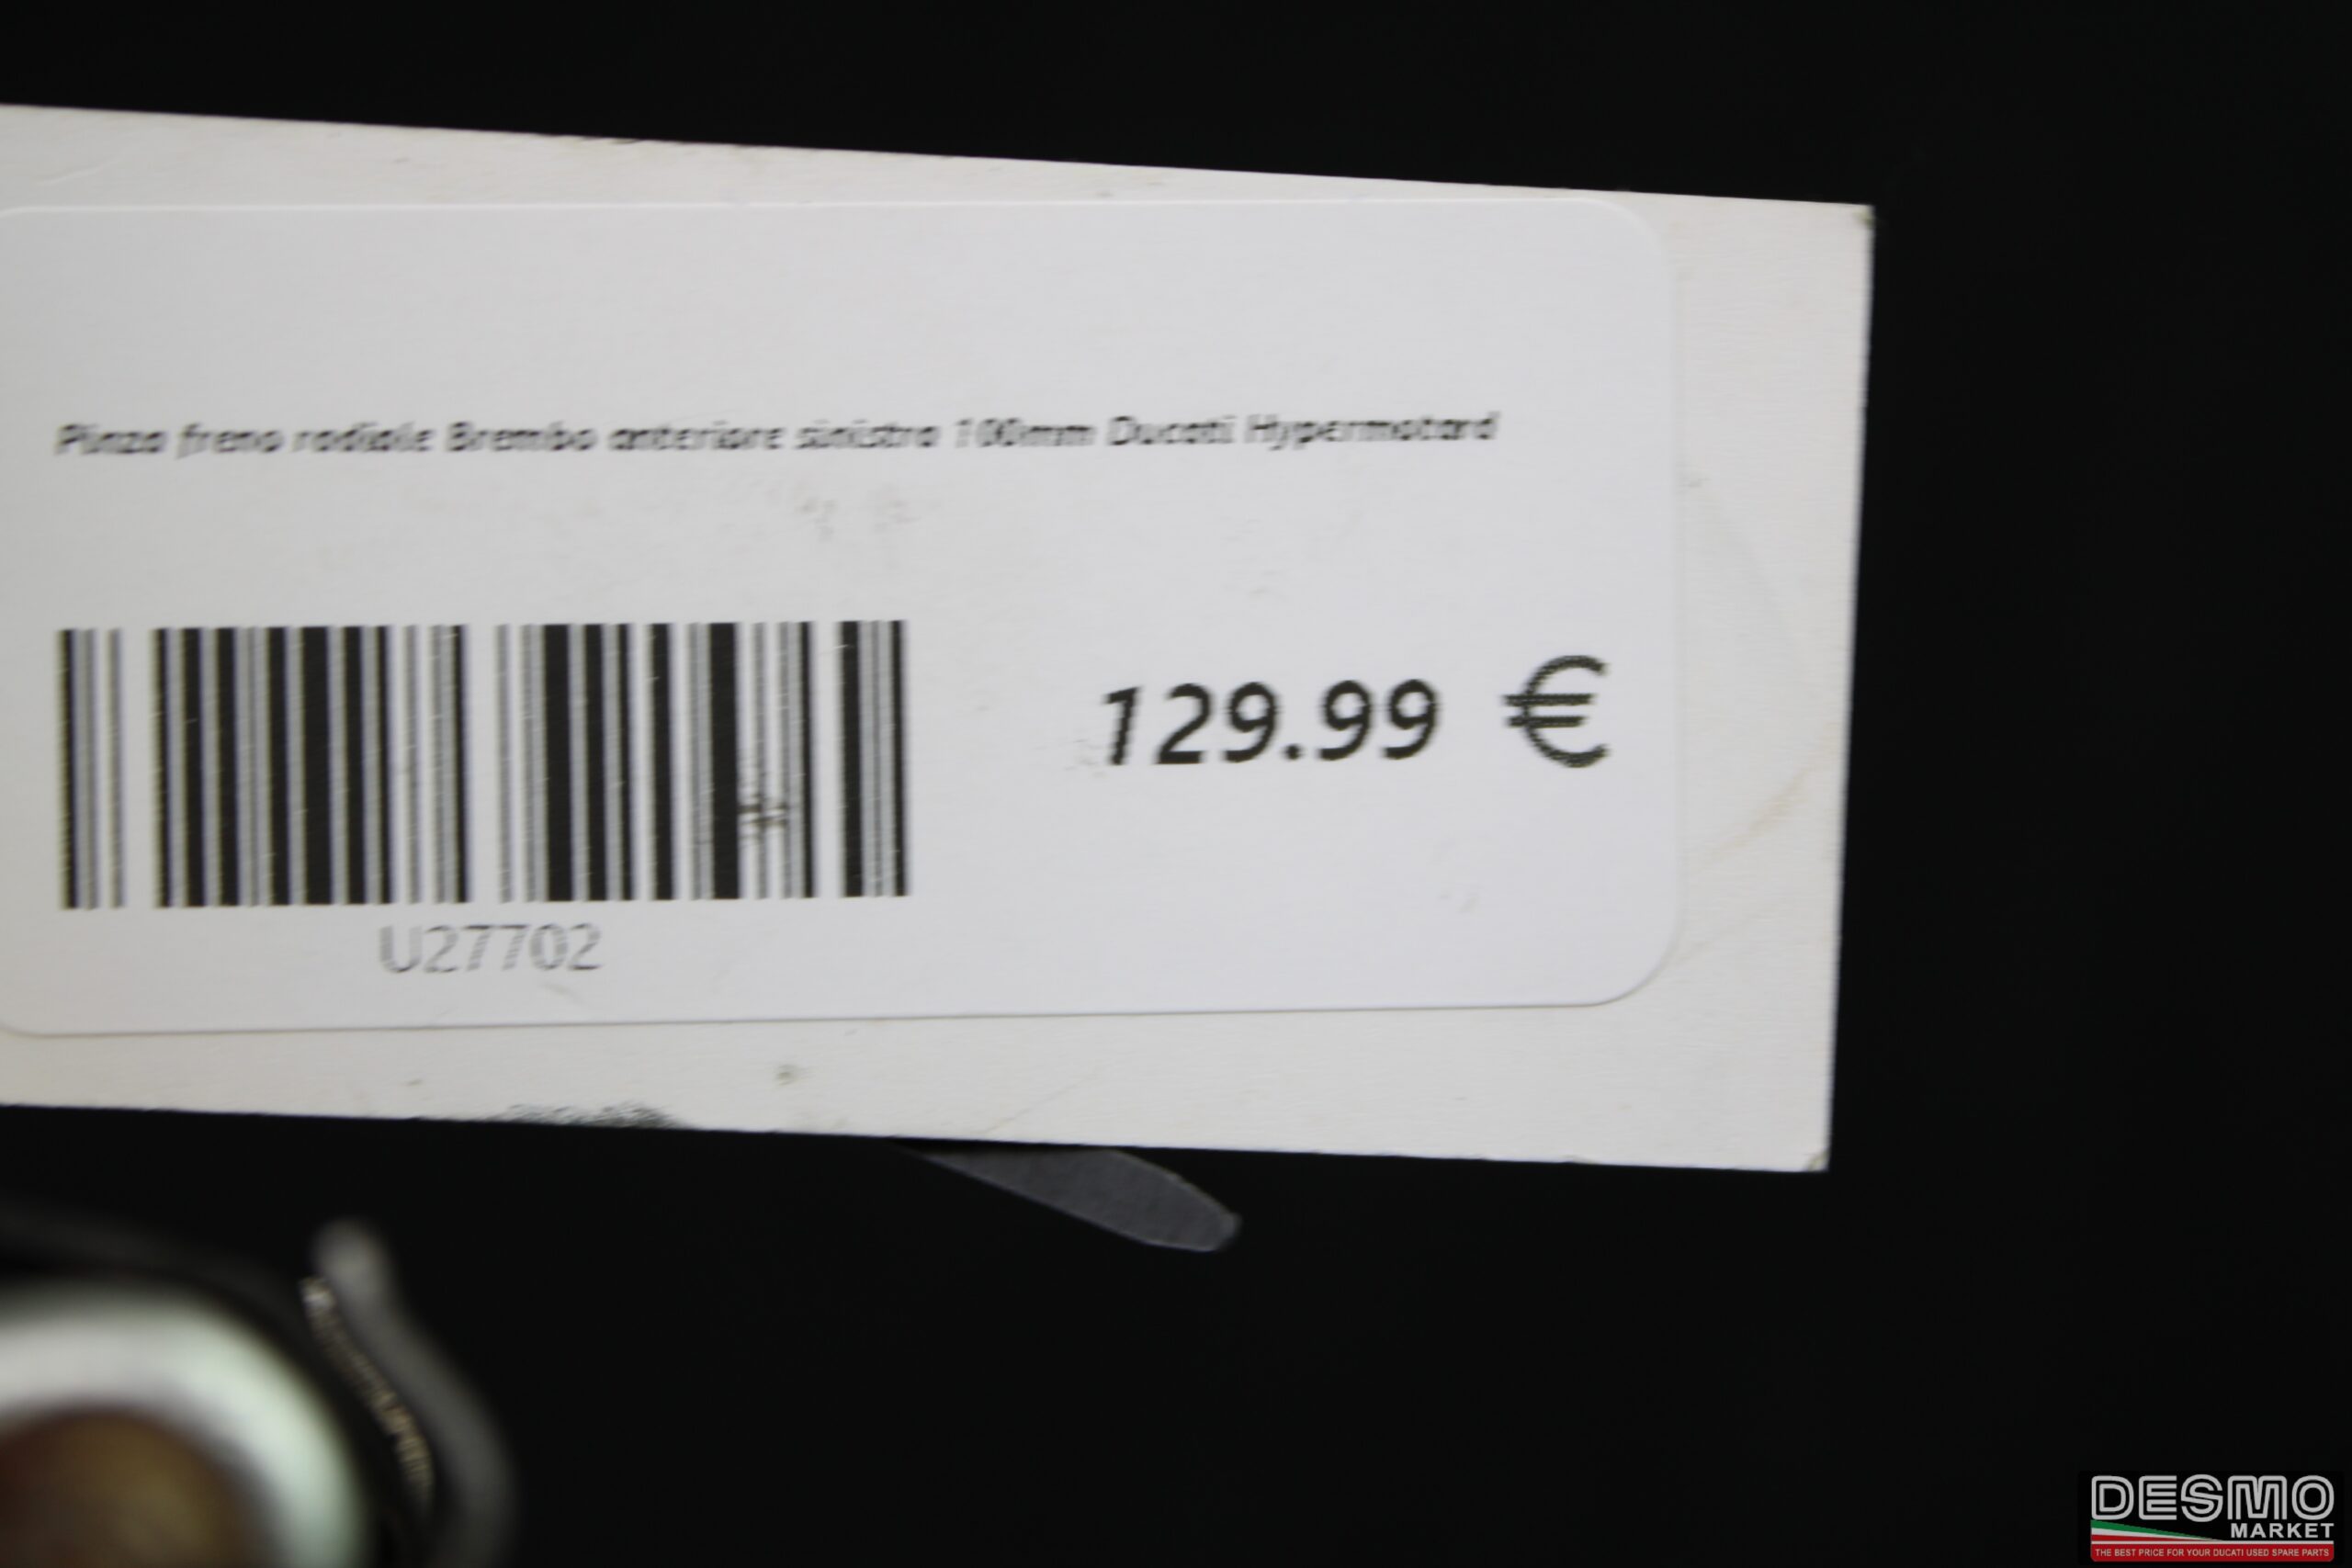 Pinza freno radiale Brembo anteriore sinistra 100mm Ducati Hypermotard
129.99 €
U27702
DESMO
MARKET
THE BEST PRICE FOR YOUR DUCATI USED SPARE PARTS